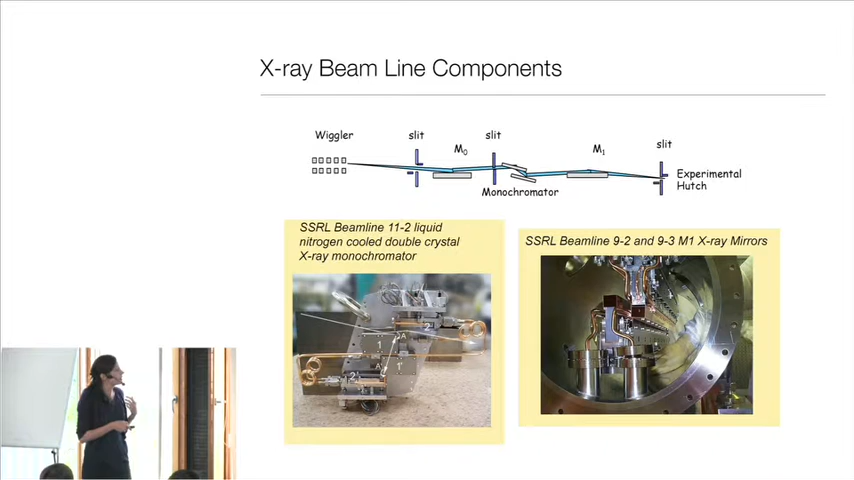 X-ray Beam Line Components
Wiggler
slit
M0
slit
M1
slit
Monochromator
Experimental
Hutch
SSRL Beamline 11-2 liquid
nitrogen cooled double crystal
X-ray monochromator
SSRL Beamline 9-2 and 9-3 M1 X-ray Mirrors